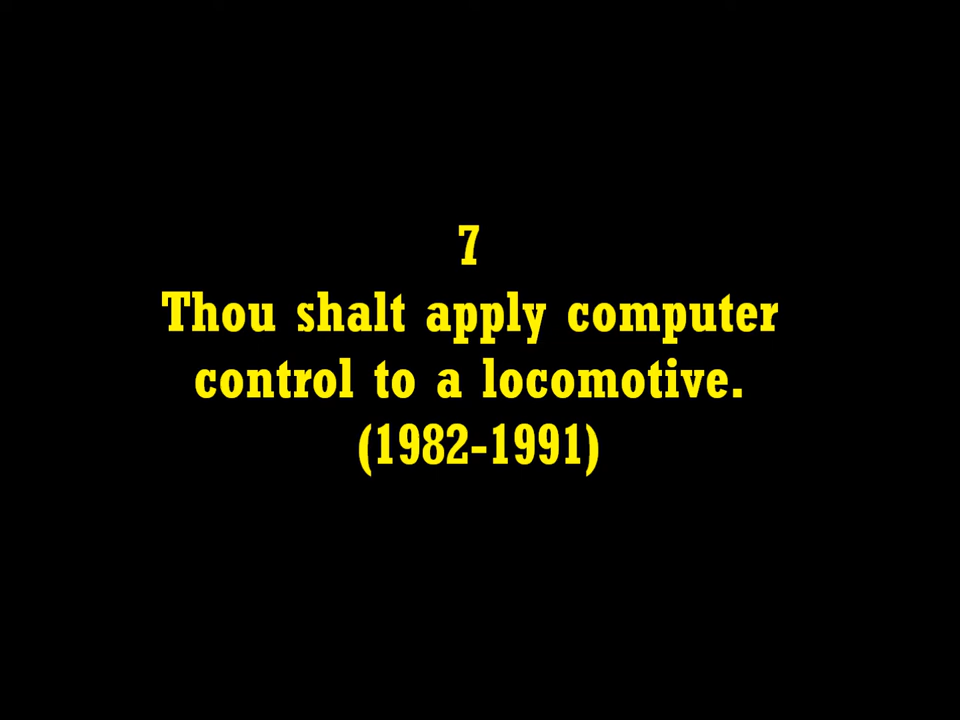 7
Thou shalt apply computer
control to a locomotive.
(1982-1991)